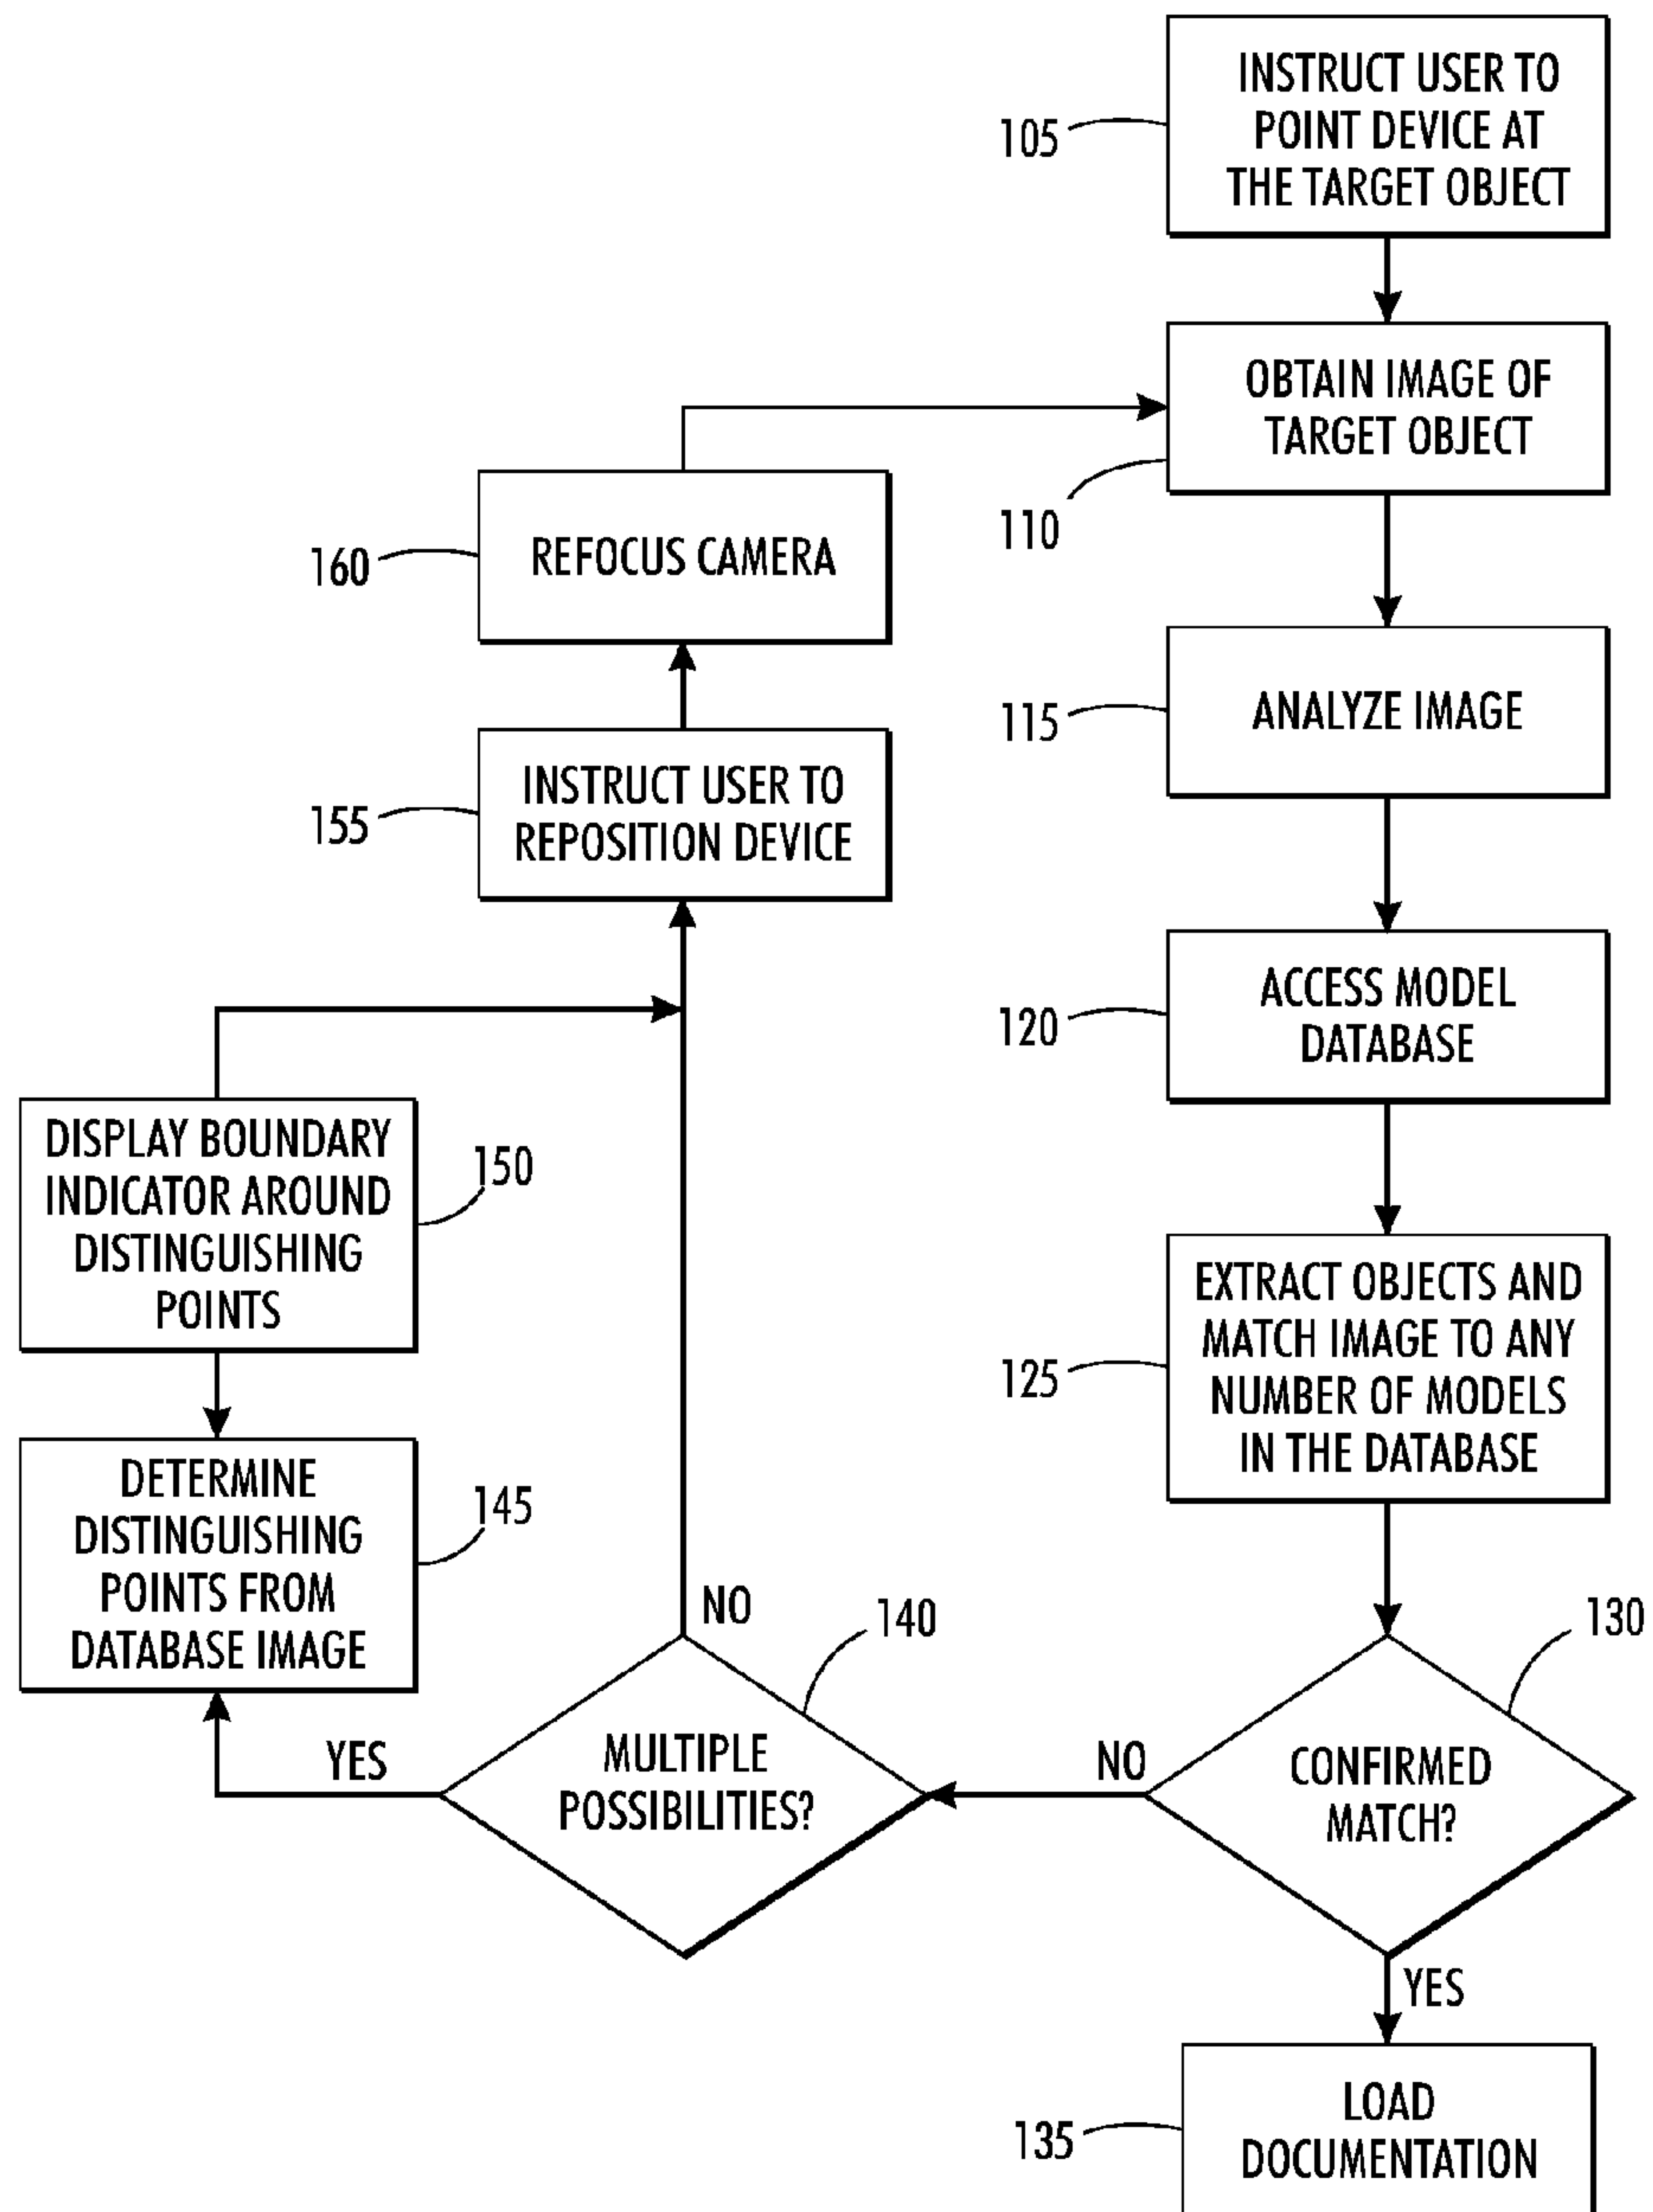 INSTRUCT USER TO
POINT DEVICE AT
THE TARGET OBJECT
105
OBTAIN IMAGE OF
TARGET OBJECT
110
REFOCUS CAMERA
160
ANALYZE IMAGE
115
INSTRUCT USER TO
REPOSITION DEVICE
155
ACCESS MODEL
DATABASE
120
DISPLAY BOUNDARY
INDICATOR AROUND
DISTINGUISHING
POINTS
150
EXTRACT OBJECTS AND
MATCH IMAGE TO ANY
NUMBER OF MODELS
IN THE DATABASE
125
DETERMINE
DISTINGUISHING
POINTS FROM
DATABASE IMAGE
145
NO
140
130
YES
MULTIPLE
POSSIBILITIES?
NO
CONFIRMED
MATCH?
YES
LOAD
DOCUMENTATION
135